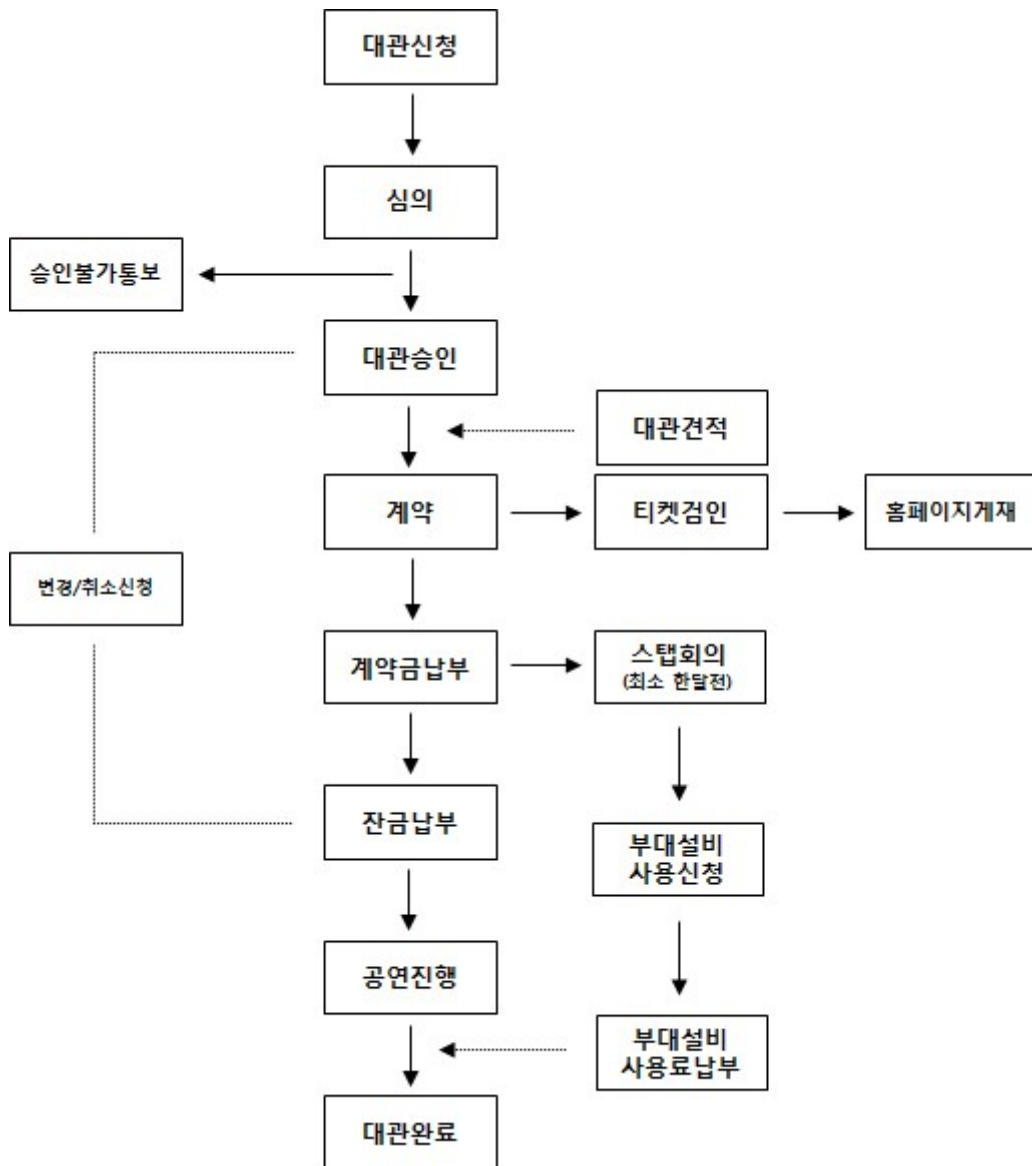 대관신청
심의
승인불가통보
대관승인
대관견적
계약
티켓검인
홈페이지게재
변경/취소신청
계약금납부
스탭회의
(최소 한달전)
잔금납부
부대설비
사용신청
공연진행
부대설비
사용료납부
대관완료